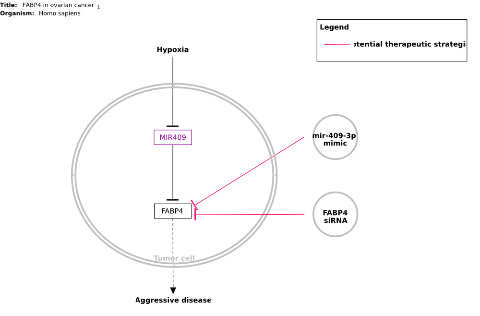 Title: FABP4 in ovarian cancer
Organism: Homo sapiens
Legend
otential therapeutic strategi
Hypoxia
MIR409
mir-409-3p
mimic
FABP4
FABP4
siRNA
Tumor cell
Aggressive disease